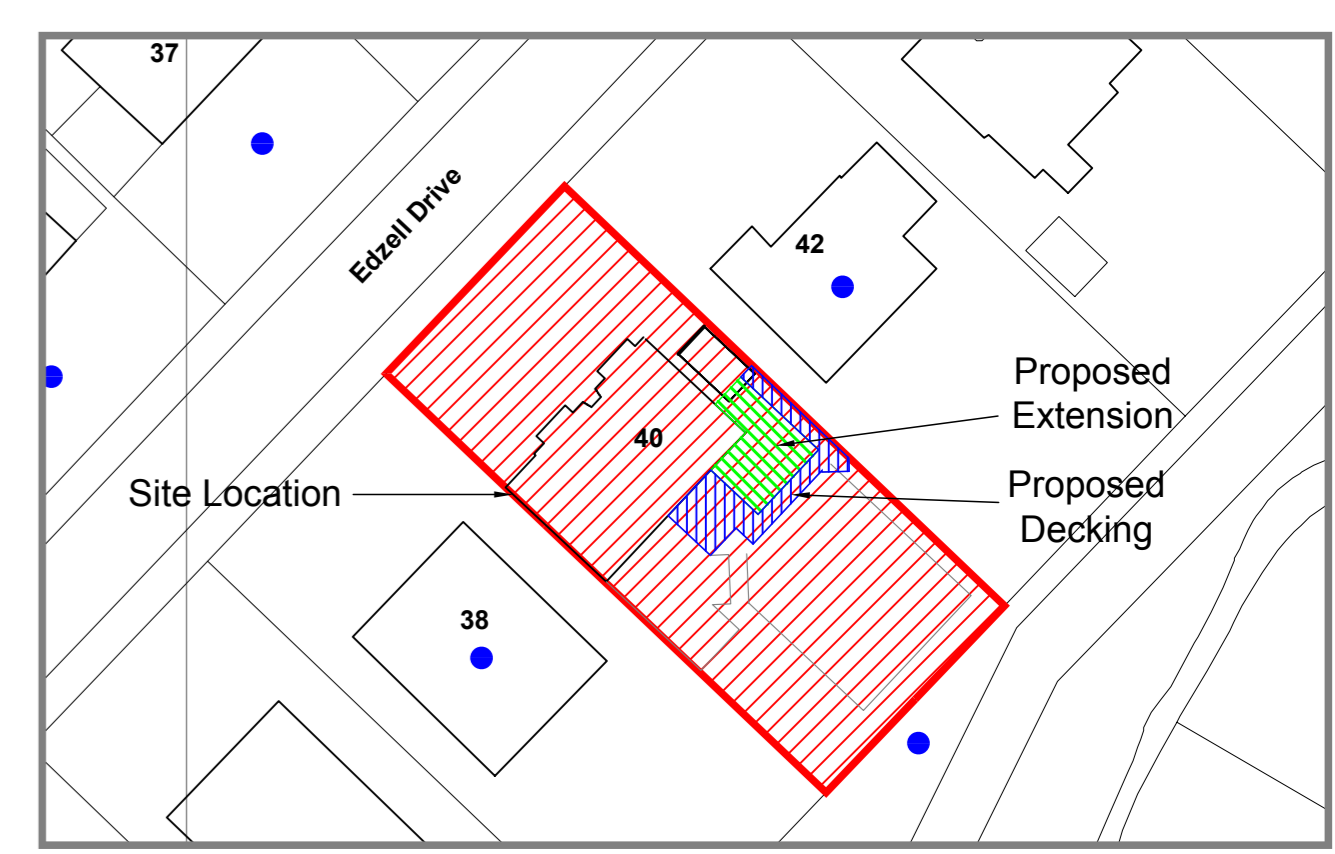 37
Edzell Drive
42
Proposed
Extension
40
Site Location
Proposed
Decking
38